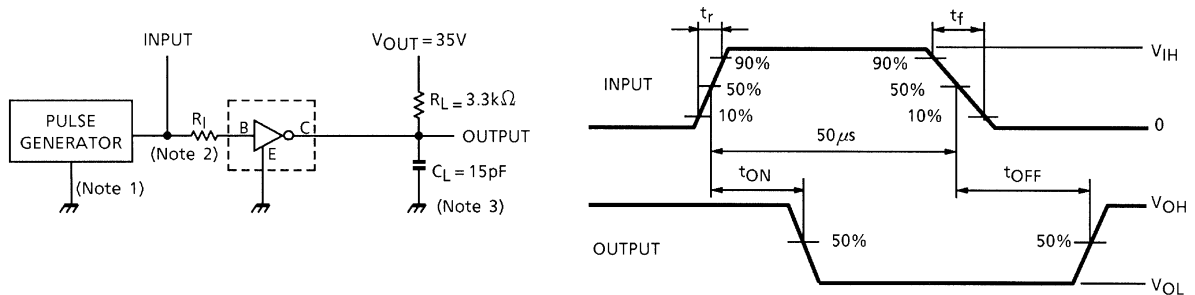 INPUT
VOUT = 35V
RL = 3.3kΩ
PULSE
GENERATOR
RI
B
C
E
OUTPUT
(Note 2)
(Note 1)
CL = 15pF
(Note 3)
tr
tf
VIH
90%
90%
INPUT
50%
50%
10%
10%
0
50μs
tON
tOFF
VOH
OUTPUT
50%
50%
VOL